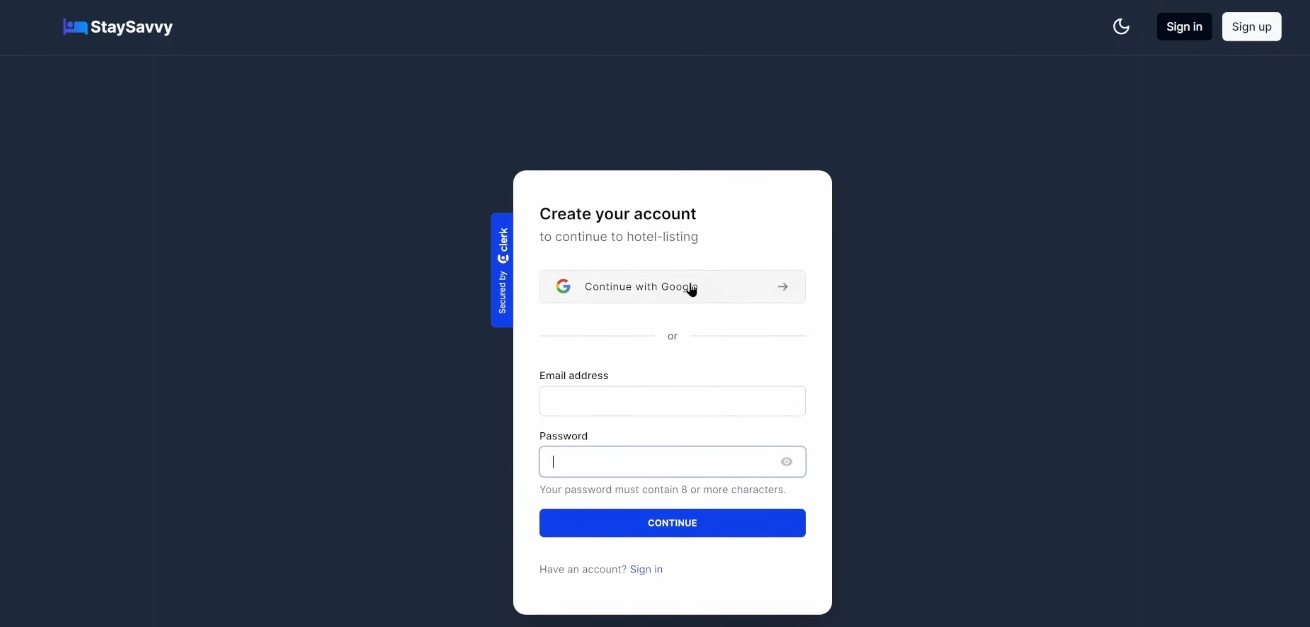 StaySavvy
Sign in
Sign up
Create your account
to continue to hotel-listing
Secured by clerk
Continue with Google
or
Email address
Password
Your password must contain 8 or more characters.
CONTINUE
Have an account? Sign in